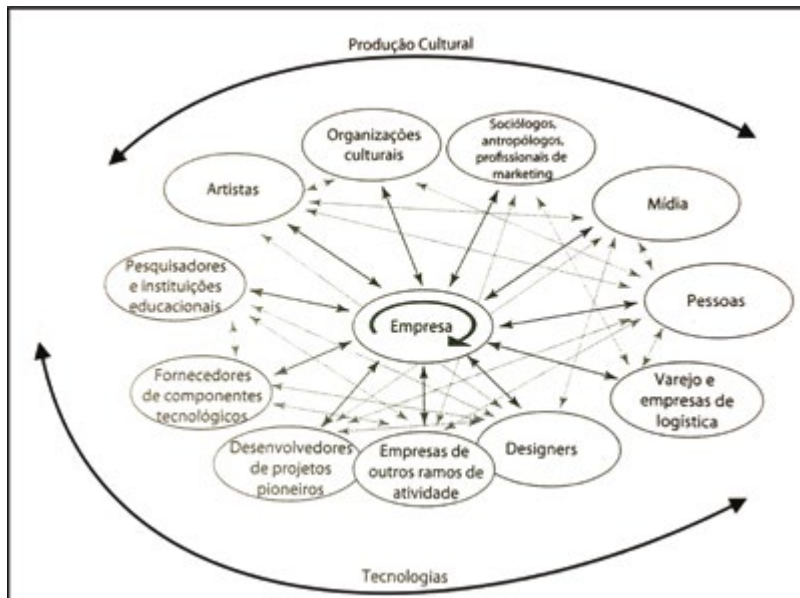 Produção Cultural
Organizações
culturais
Sociólogos,
antropólogos,
profissionais de
marketing
Artistas
Mídia
Pesquisadores
e instituições
educacionais
Pessoas
Empresa
Fornecedores
de componentes
tecnológicos
Varejo e
empresas de
logística
Desenvolvedores
de projetos
pioneiros
Empresas de
outros ramos de
atividade
Designers
Tecnologias